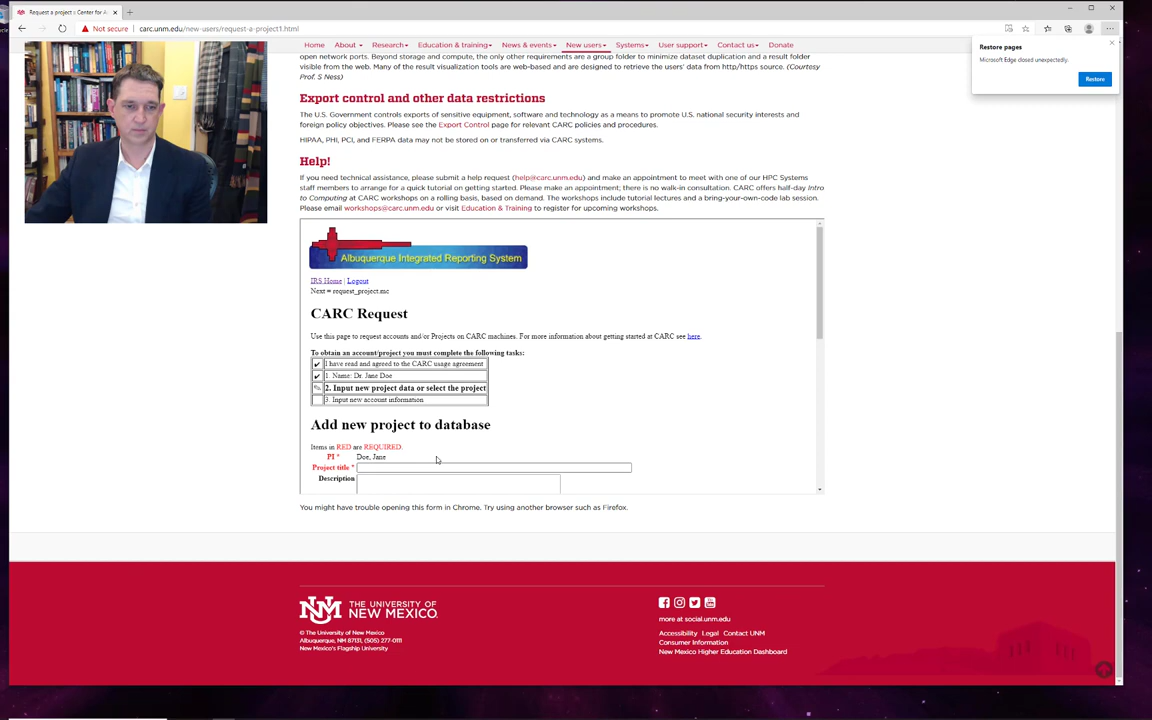 Request a project :: Center for A
Not secure | carc.unm.edu/new-users/request-a-project1.html
Home About Research Education & training News & events New users Systems User support Contact us Donate
Restore pages
Microsoft Edge closed unexpectedly.
Restore
open network ports. Beyond storage and compute, the only other requirements are a group folder to minimize dataset duplication and a result folder
visible from the web. Many of the result visualization tools are web-based and are designed to retrieve the users' data from http/https source. (Courtesy
Prof. S Ness)
Export control and other data restrictions
The U.S. Government controls exports of sensitive equipment, software and technology as a means to promote U.S. national security interests and
foreign policy objectives. Please see the Export Control page for relevant CARC policies and procedures.
HIPAA, PHI, PCI, and FERPA data may not be stored on or transferred via CARC systems.
Help!
If you need technical assistance, please submit a help request (help@carc.unm.edu) and make an appointment to meet with one of our HPC Systems
staff members to arrange for a quick tutorial on getting started. Please make an appointment; there is no walk-in consultation. CARC offers half-day Intro
to Computing at CARC workshops on a rolling basis, based on demand. The workshops include tutorial lectures and a bring-your-own-code lab session.
Please email workshops@carc.unm.edu or visit Education & Training to register for upcoming workshops.
Albuquerque Integrated Reporting System
IRS Home | Logout
Next = request_project.mc
CARC Request
Use this page to request accounts and/or Projects on CARC machines. For more information about getting started at CARC see here.
To obtain an account/project you must complete the following tasks:
I have read and agreed to the CARC usage agreement
1. Name: Dr. Jane Doe
2. Input new project data or select the project
3. Input new account information
Add new project to database
Items in RED are REQUIRED.
PI * Doe, Jane
Project title *
Description
You might have trouble opening this form in Chrome. Try using another browser such as Firefox.
UNM THE UNIVERSITY OF
NEW MEXICO.
© The University of New Mexico
Albuquerque, NM 87131, (505) 277-0111
New Mexico's Flagship University
more at social.unm.edu
Accessibility Legal Contact UNM
Consumer Information
New Mexico Higher Education Dashboard